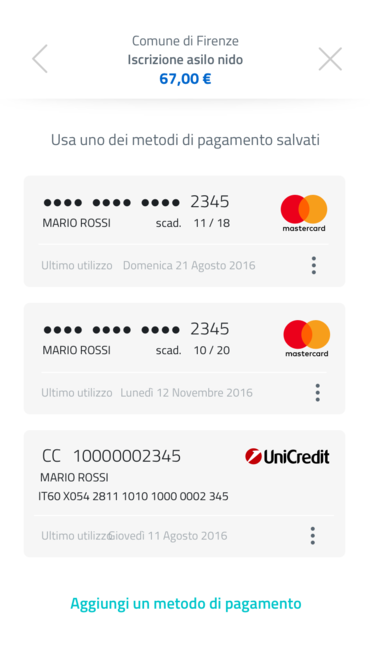 Comune di Firenze
Iscrizione asilo nido
67,00 €
Usa uno dei metodi di pagamento salvati
●●●● ●●●● ●●●● 2345
MARIO ROSSI scad. 11 / 18
mastercard
Ultimo utilizzo Domenica 21 Agosto 2016
●●●● ●●●● ●●●● 2345
MARIO ROSSI scad. 10 / 20
mastercard
Ultimo utilizzo Lunedì 12 Novembre 2016
CC 10000002345 UniCredit
MARIO ROSSI
IT60 X054 2811 1010 1000 0002 345
Ultimo utilizzo Giovedì 11 Agosto 2016
Aggiungi un metodo di pagamento